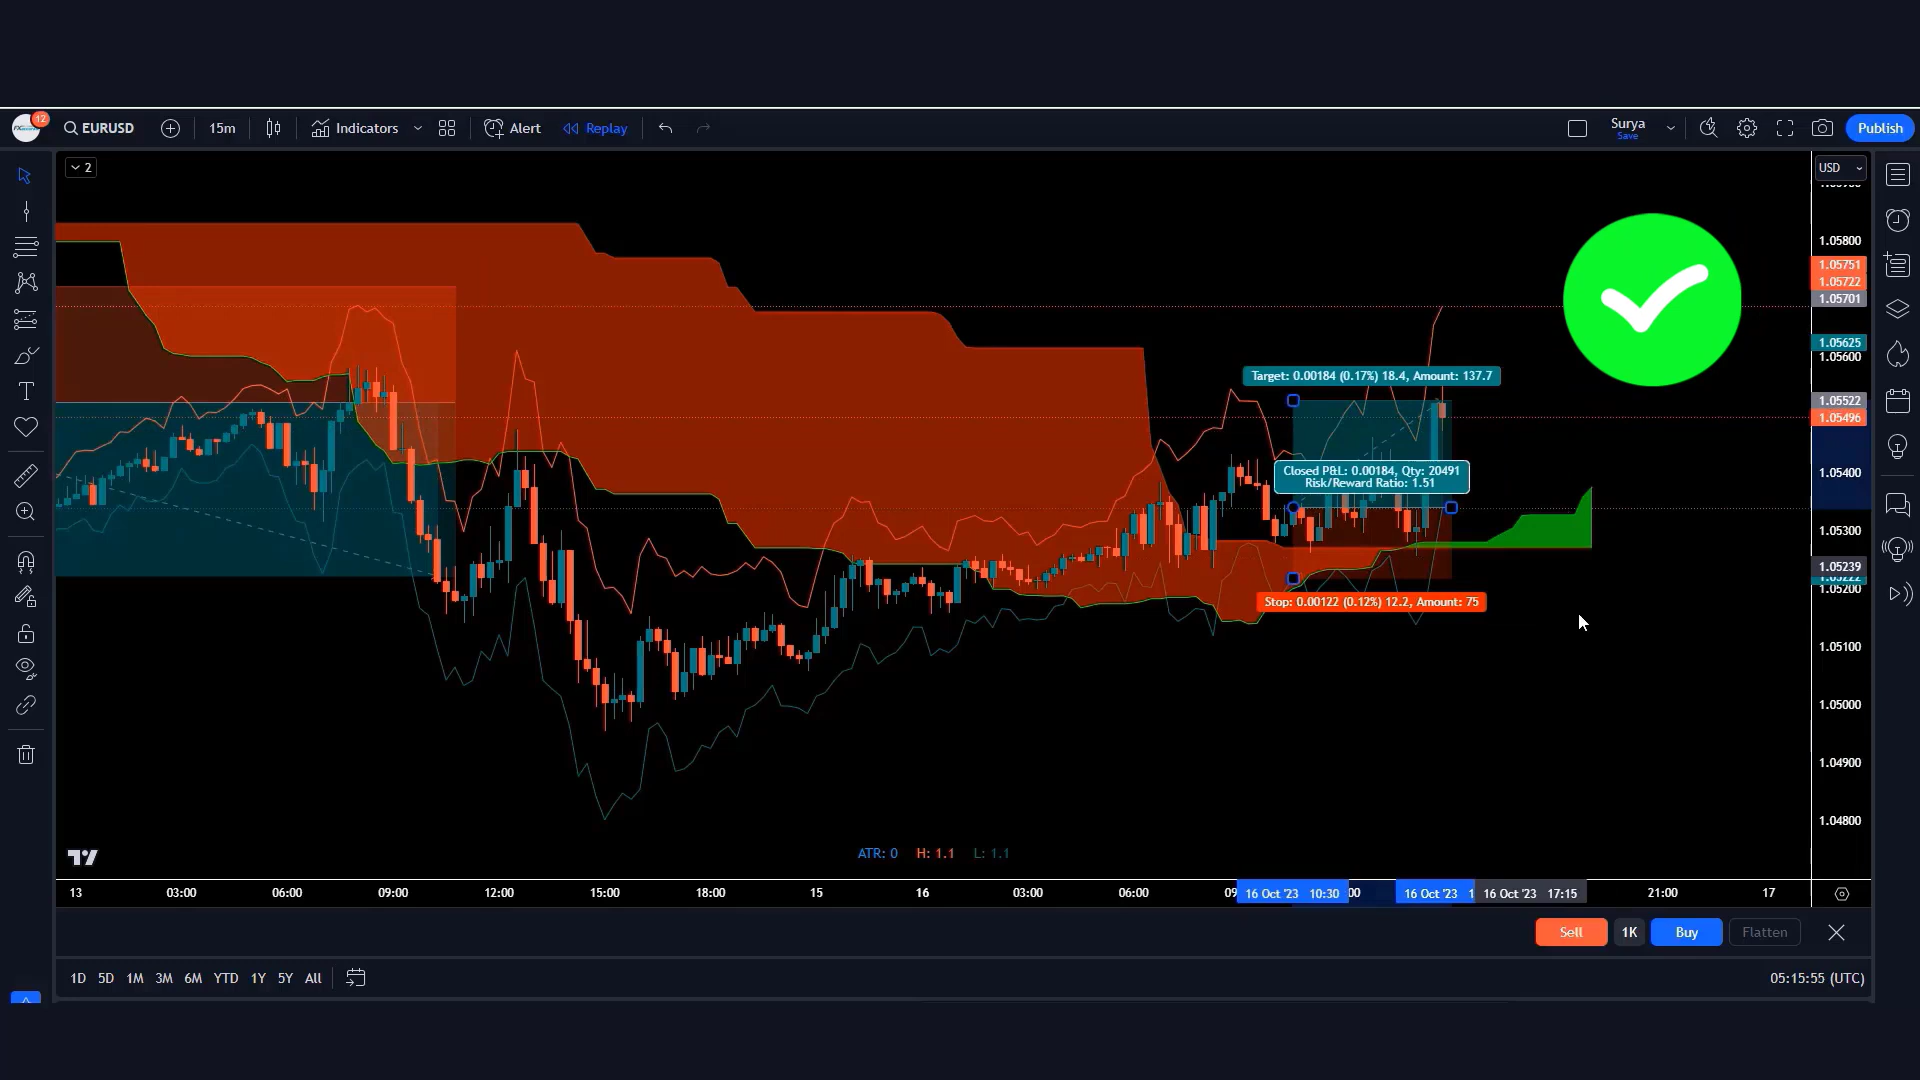 12
EURUSD
15m
Indicators
Alert
Replay
Surya
Save
Publish
2
USD
1.05800
1.05751
1.05722
1.05701
1.05625
1.05600
1.05522
1.05496
1.05400
1.05300
1.05239
1.05222
1.05200
1.05100
1.05000
1.04900
1.04800
Target: 0.00184 (0.17%) 18.4, Amount: 137.7
Closed P&L: 0.00184, Qty: 20491
Risk/Reward Ratio: 1.51
Stop: 0.00122 (0.12%) 12.2, Amount: 75
ATR: 0 H: 1.1 L: 1.1
13 03:00 06:00 09:00 12:00 15:00 18:00 15 16 03:00 06:00 16 Oct '23 10:30 16 Oct '23 1 16 Oct '23 17:15 21:00 17
Sell 1K Buy Flatten
1D 5D 1M 3M 6M YTD 1Y 5Y All
05:15:55 (UTC)